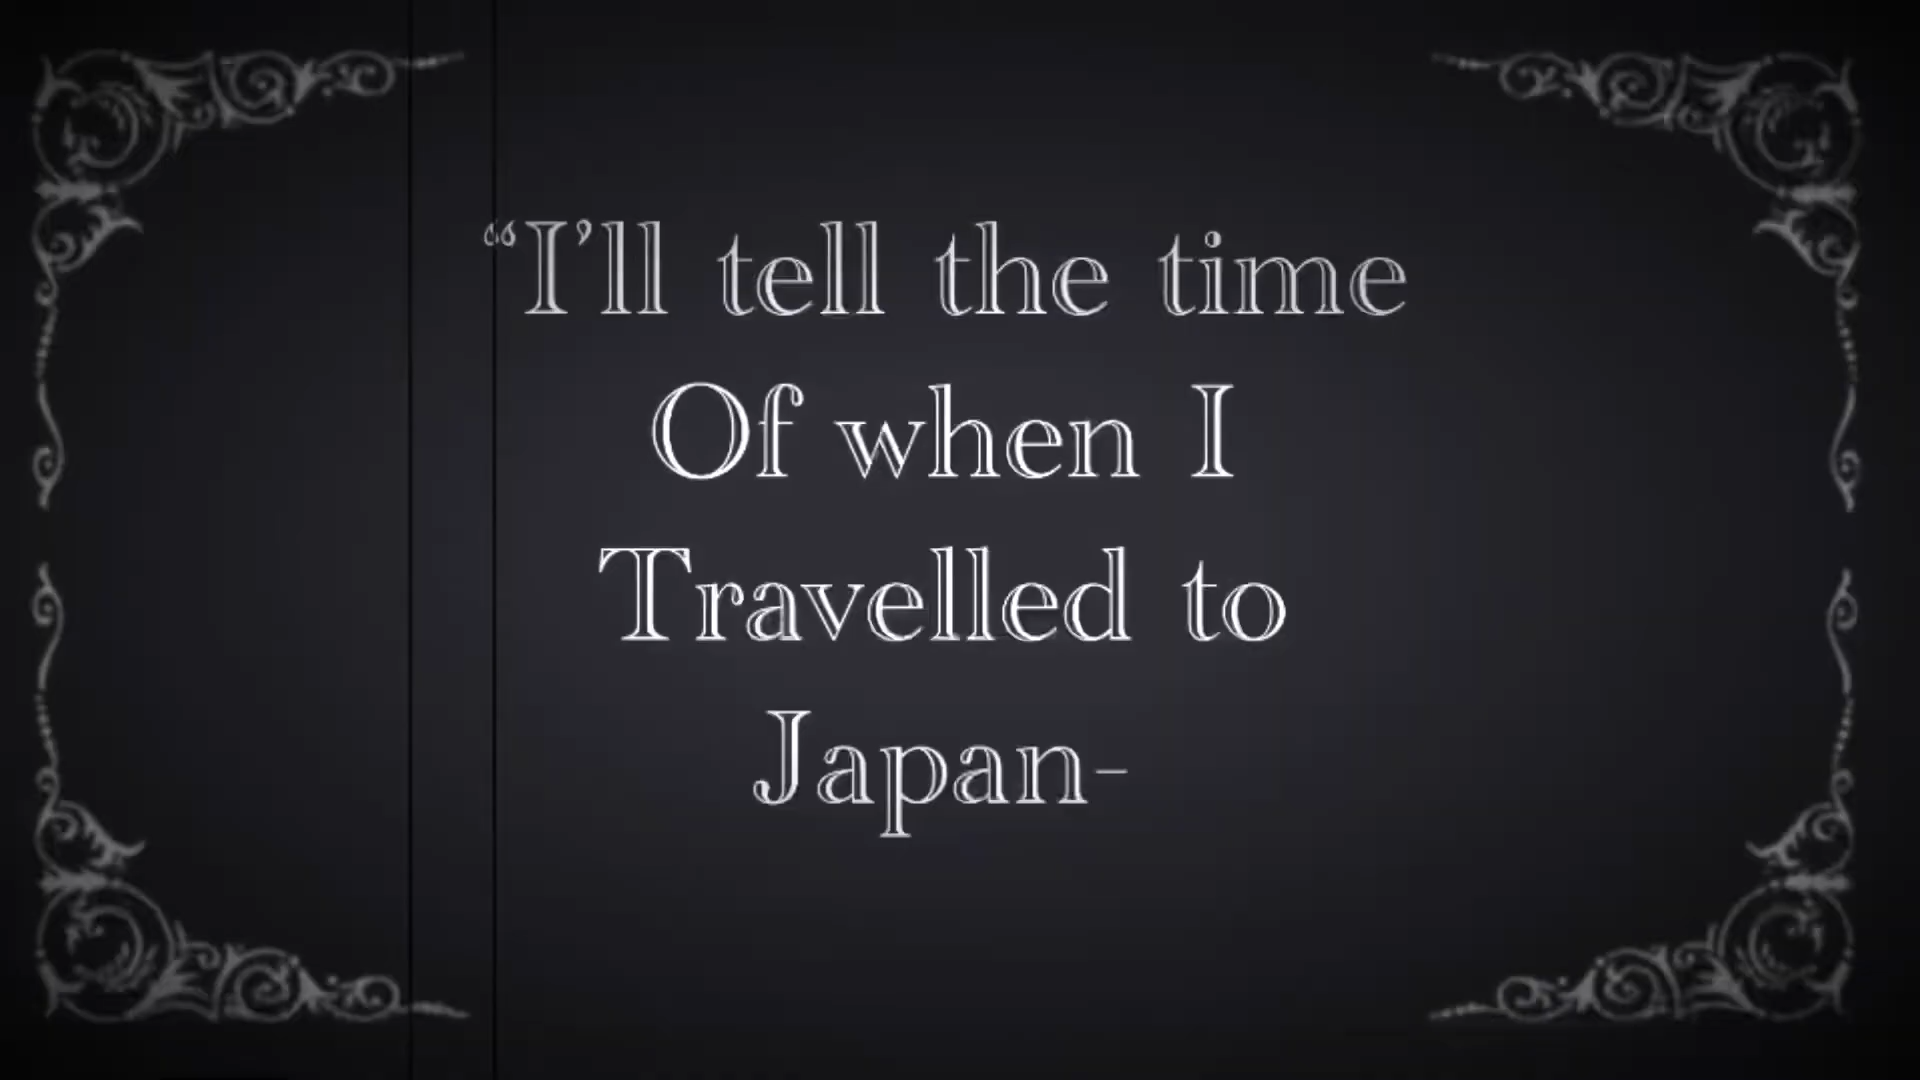 “I’ll tell the time
Of when I
Travelled to
Japan-